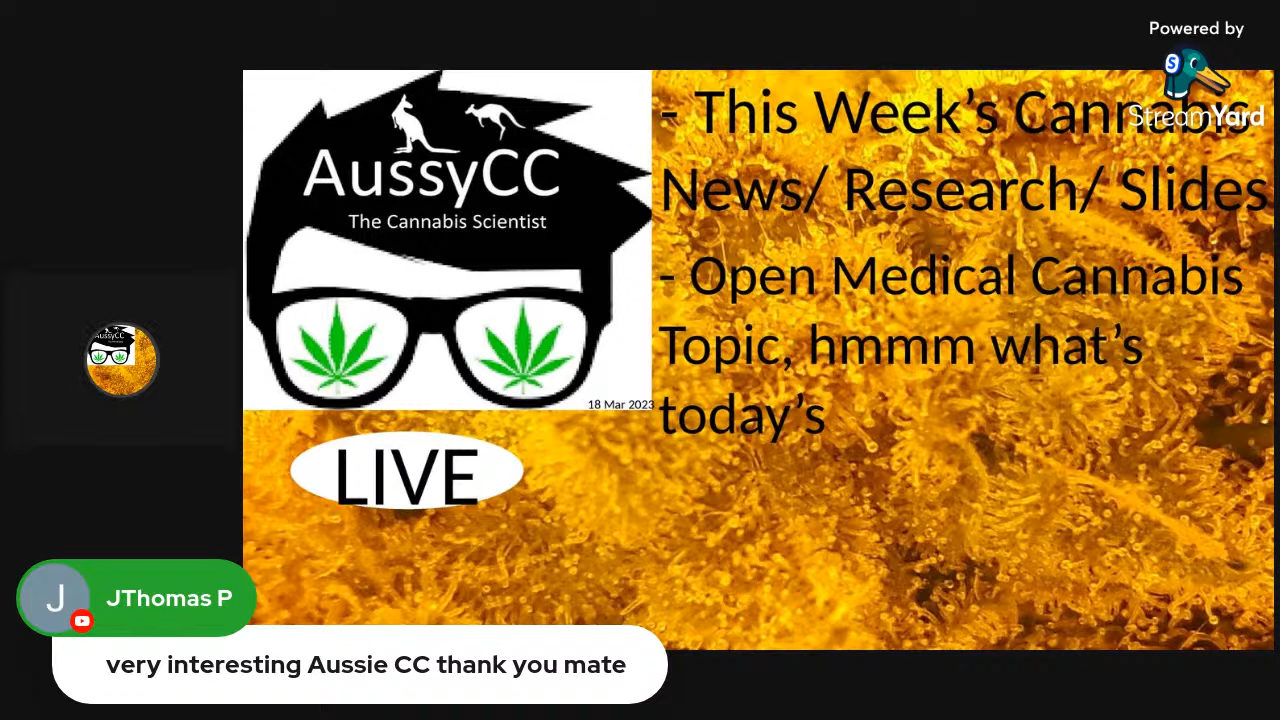 Powered by
StreamYard
AussyCC
The Cannabis Scientist
18 Mar 2023
- This Week’s Cannabis
News/ Research/ Slides
- Open Medical Cannabis
Topic, hmmm what’s
today’s
LIVE
J
JThomas P
very interesting Aussie CC thank you mate